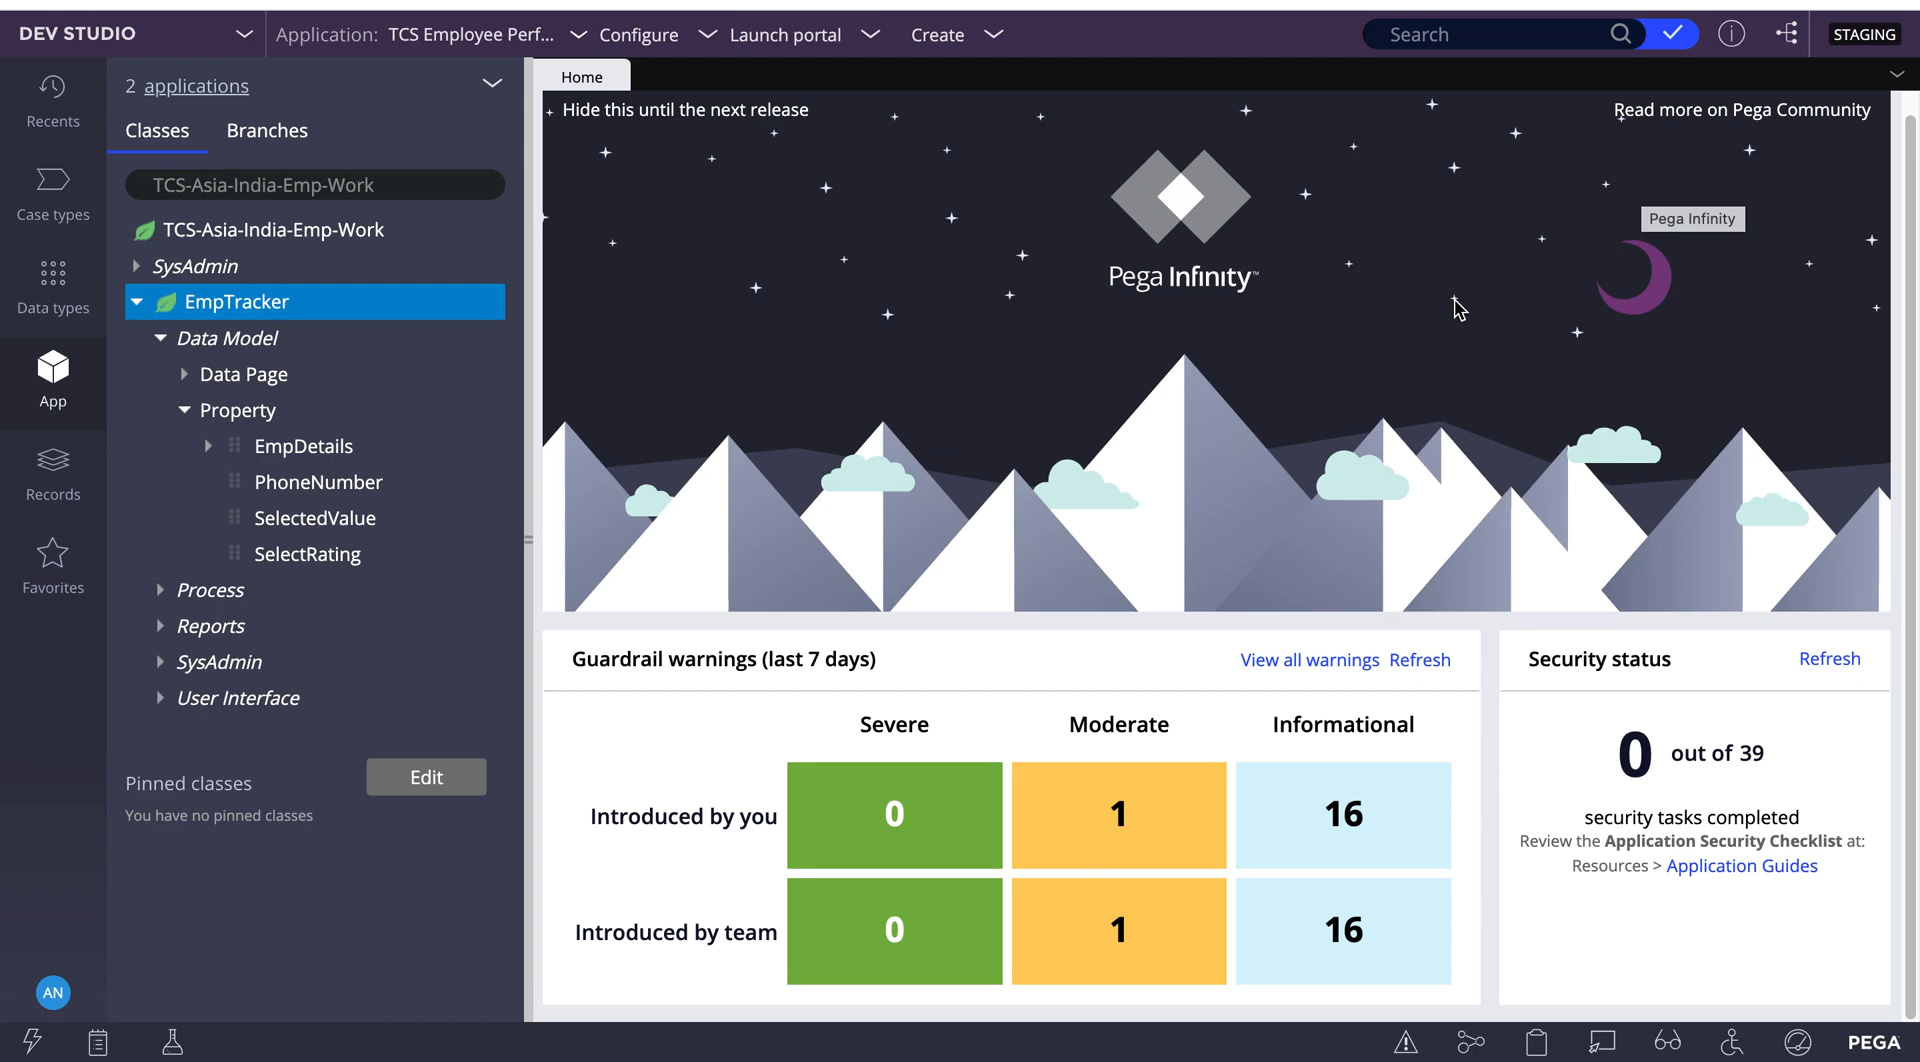 DEV STUDIO
Application: TCS Employee Perf...
Configure
Launch portal
Create
Search
STAGING
Recents
Case types
Data types
App
Records
Favorites
AN
2 applications
Classes
Branches
TCS-Asia-India-Emp-Work
TCS-Asia-India-Emp-Work
SysAdmin
EmpTracker
Data Model
Data Page
Property
EmpDetails
PhoneNumber
SelectedValue
SelectRating
Process
Reports
SysAdmin
User Interface
Pinned classes
Edit
You have no pinned classes
Home
Hide this until the next release
Read more on Pega Community
Pega Infinity
Pega Infinity™
Guardrail warnings (last 7 days)
View all warnings
Refresh
Severe
Moderate
Informational
Introduced by you
0
1
16
Introduced by team
0
1
16
Security status
Refresh
0 out of 39
security tasks completed
Review the Application Security Checklist at:
Resources > Application Guides
PEGA